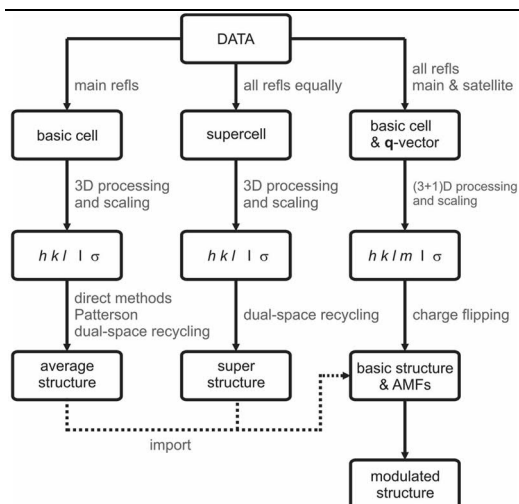 DATA
main refls
all refls equally
all refls
main & satellite
basic cell
supercell
basic cell
& q-vector
3D processing
and scaling
3D processing
and scaling
(3+1)D processing
and scaling
h k l I σ
h k l I σ
h k l m I σ
direct methods
Patterson
dual-space recycling
dual-space recycling
charge flipping
average
structure
super
structure
basic structure
& AMFs
import
modulated
structure